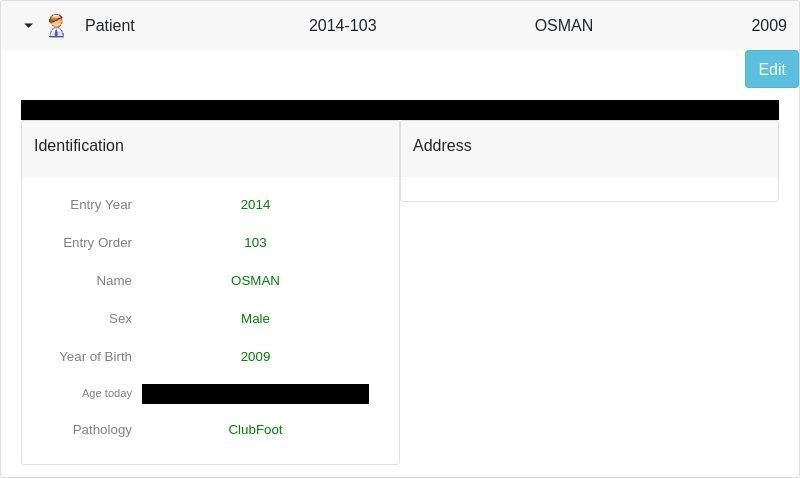 Patient 2014-103 OSMAN 2009
Edit
Identification
Entry Year 2014
Entry Order 103
Name OSMAN
Sex Male
Year of Birth 2009
Age today
Pathology ClubFoot
Address